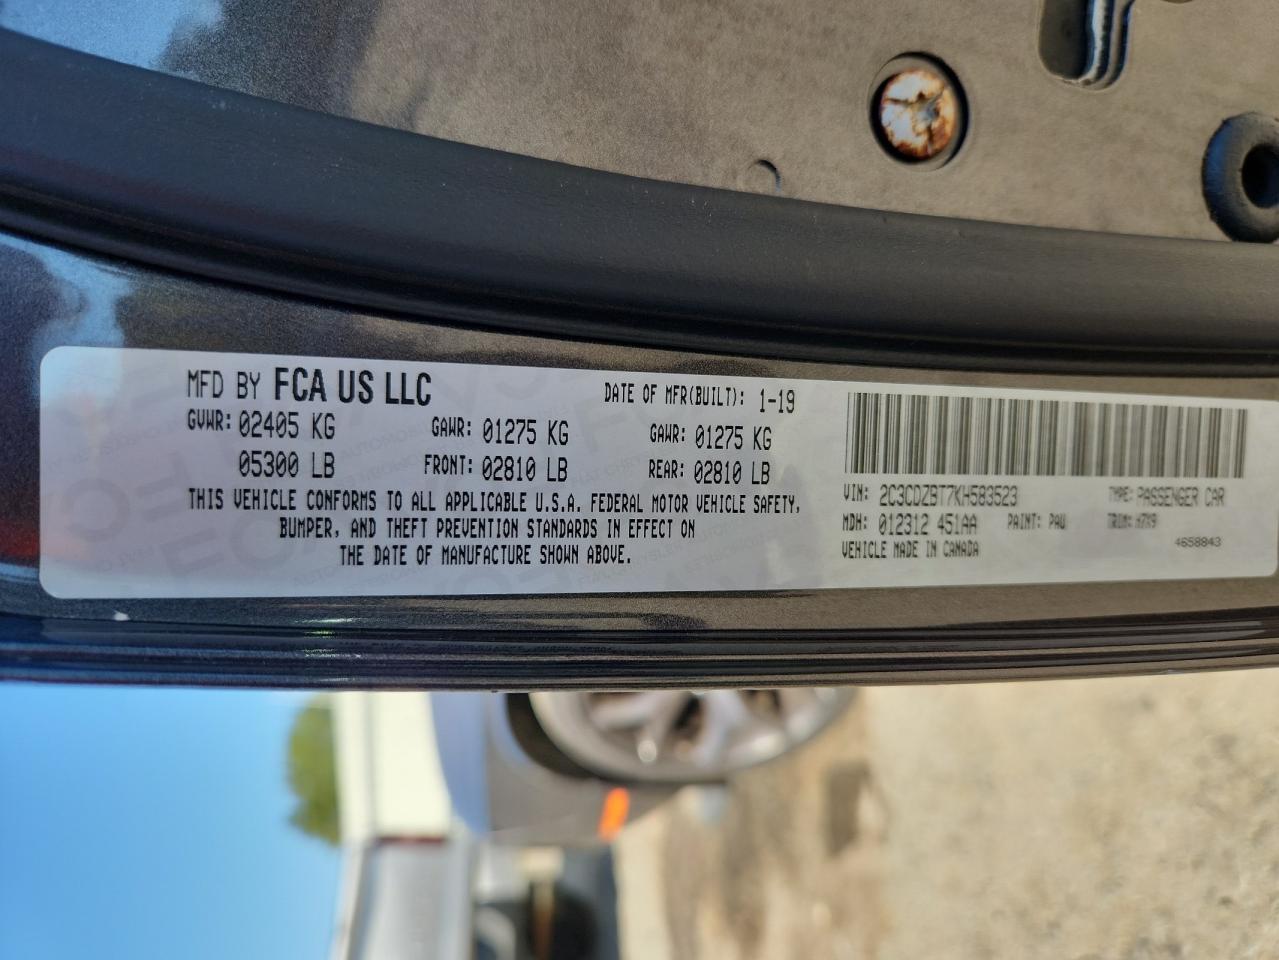 MFD BY FCA US LLC DATE OF MFR(BUILT): 1-19
GVWR: 02405 KG GAWR: 01275 KG GAWR: 01275 KG
05300 LB FRONT: 02810 LB REAR: 02810 LB
THIS VEHICLE CONFORMS TO ALL APPLICABLE U.S.A. FEDERAL MOTOR VEHICLE SAFETY,
BUMPER, AND THEFT PREVENTION STANDARDS IN EFFECT ON
THE DATE OF MANUFACTURE SHOWN ABOVE.
VIN: 2C3CDZBT7KH583523 TYPE: PASSENGER CAR
MDH: 012312 451AA PAINT: PAU TRIM:
VEHICLE MADE IN CANADA 4658843